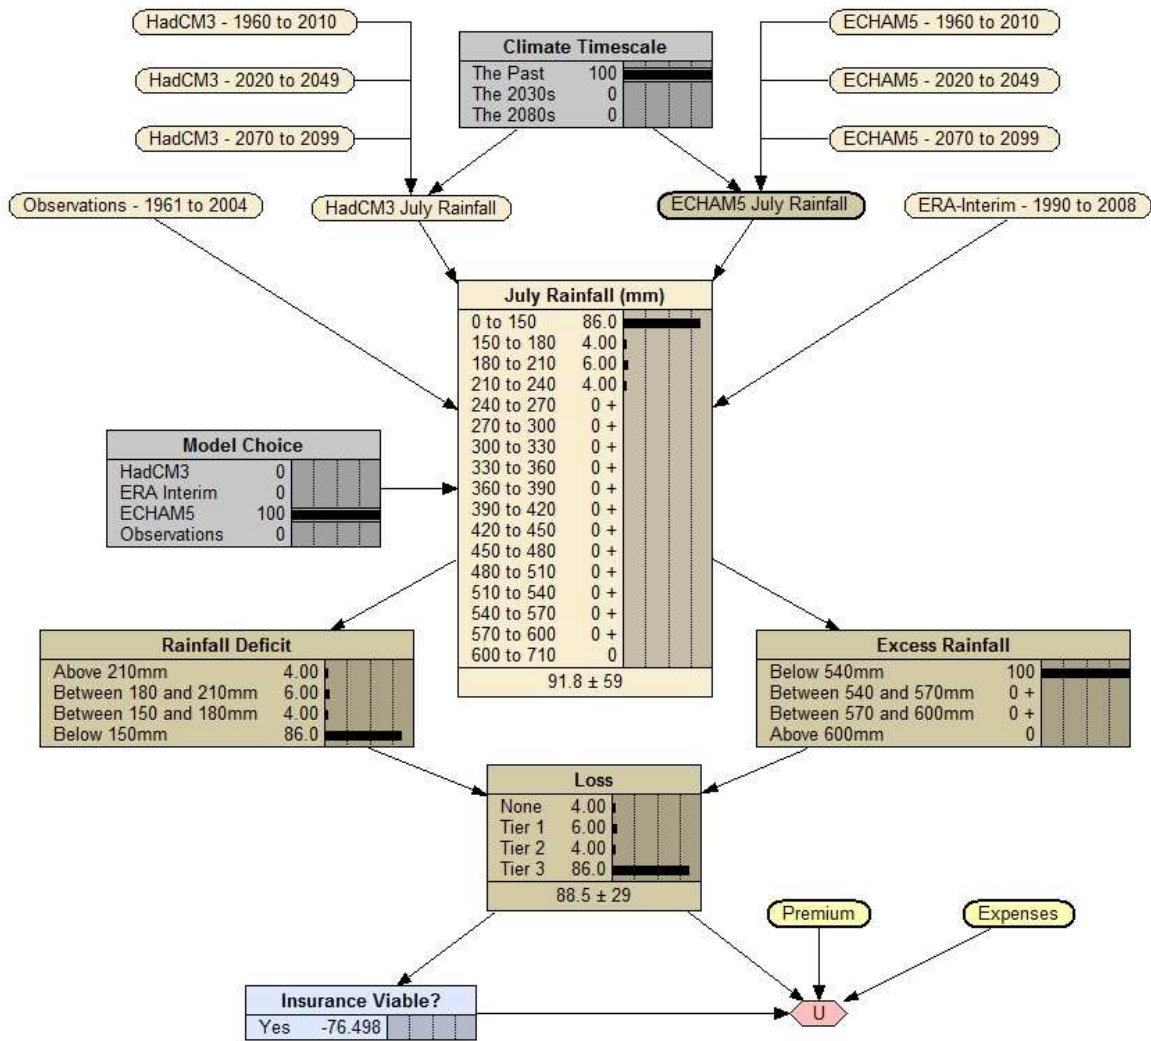 HadCM3 - 1960 to 2010
ECHAM5 - 1960 to 2010
Climate Timescale
The Past 100
The 2030s 0
The 2080s 0
HadCM3 - 2020 to 2049
ECHAM5 - 2020 to 2049
HadCM3 - 2070 to 2099
ECHAM5 - 2070 to 2099
Observations - 1961 to 2004
HadCM3 July Rainfall
ECHAM5 July Rainfall
ERA-Interim - 1990 to 2008
July Rainfall (mm)
0 to 150 86.0
150 to 180 4.00
180 to 210 6.00
210 to 240 4.00
240 to 270 0 +
270 to 300 0 +
300 to 330 0 +
330 to 360 0 +
360 to 390 0 +
390 to 420 0 +
420 to 450 0 +
450 to 480 0 +
480 to 510 0 +
510 to 540 0 +
540 to 570 0 +
570 to 600 0 +
600 to 710 0
91.8 ± 59
Model Choice
HadCM3 0
ERA Interim 0
ECHAM5 100
Observations 0
Rainfall Deficit
Above 210mm 4.00
Between 180 and 210mm 6.00
Between 150 and 180mm 4.00
Below 150mm 86.0
Excess Rainfall
Below 540mm 100
Between 540 and 570mm 0 +
Between 570 and 600mm 0 +
Above 600mm 0
Loss
None 4.00
Tier 1 6.00
Tier 2 4.00
Tier 3 86.0
88.5 ± 29
Premium
Expenses
Insurance Viable?
Yes -76.498
U